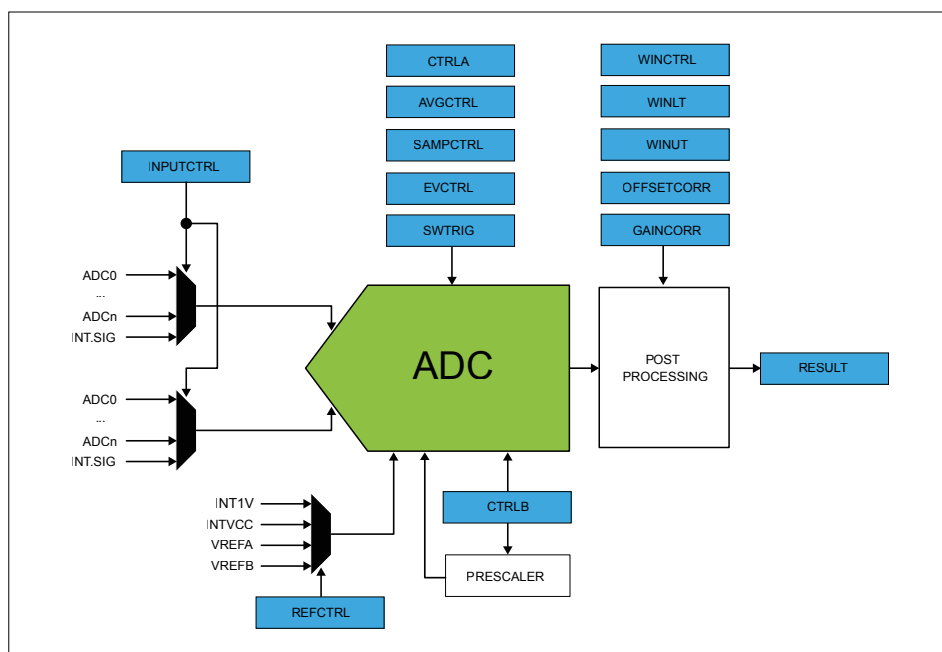 CTRLA
AVGCTRL
SAMPCTRL
EVCTRL
SWTRIG
WINCTRL
WINLT
WINUT
OFFSETCORR
GAINCORR
INPUTCTRL
ADC0
...
ADCn
INT.SIG
ADC0
...
ADCn
INT.SIG
ADC
POST
PROCESSING
RESULT
INT1V
INTVCC
VREFA
VREFB
REFCTRL
CTRLB
PRESCALER